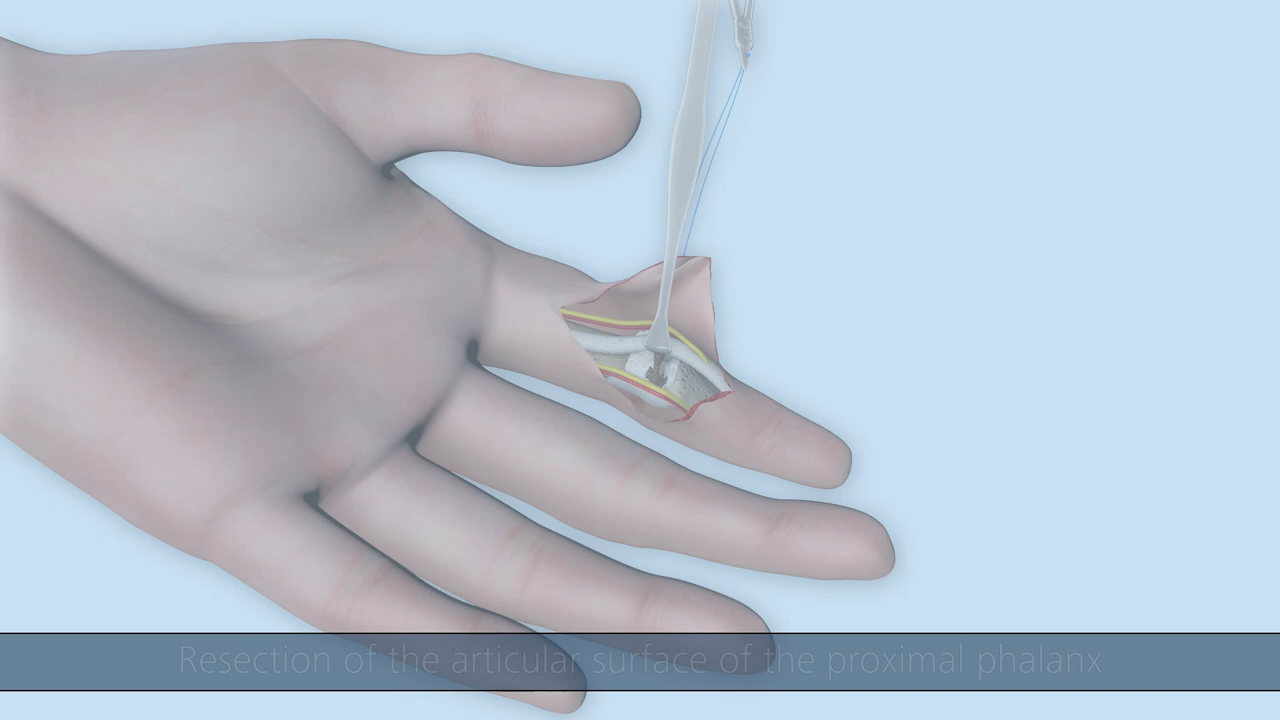 Resection of the articular surface of the proximal phalanx